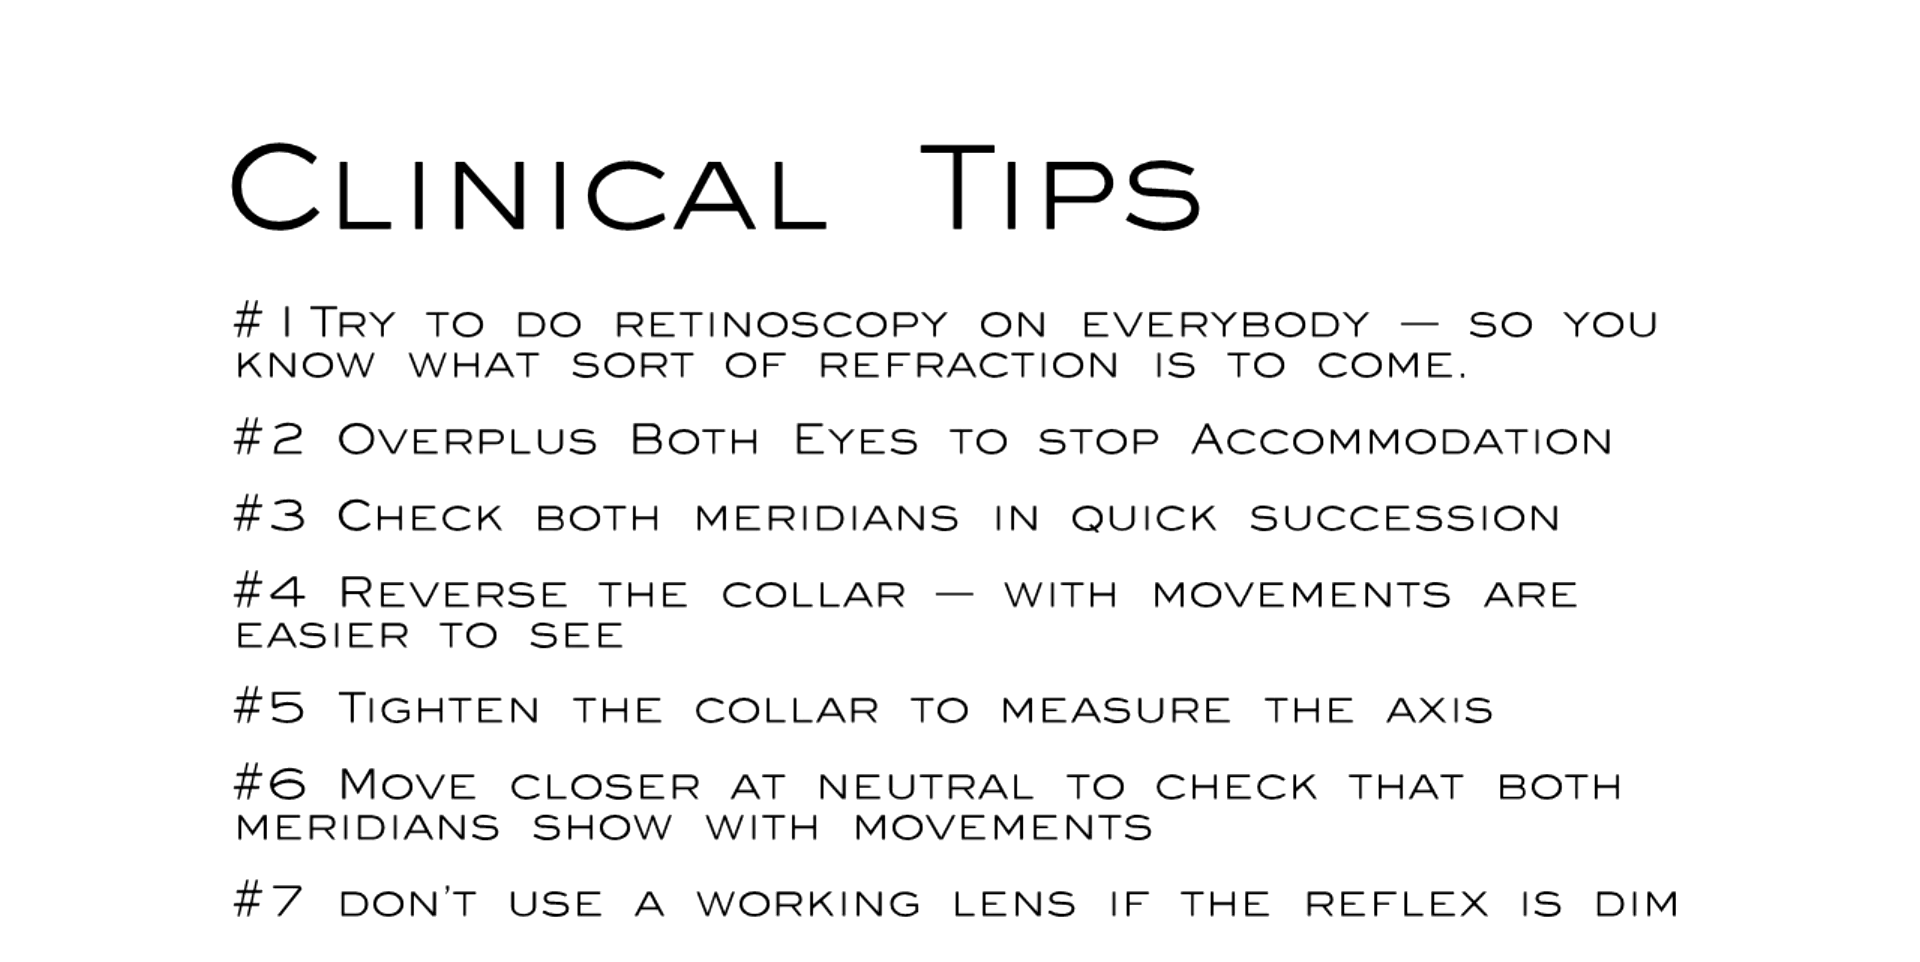 Clinical Tips
#1 Try to do retinoscopy on everybody — so you
know what sort of refraction is to come.
#2 Overplus Both Eyes to stop Accommodation
#3 Check both meridians in quick succession
#4 Reverse the collar — with movements are
easier to see
#5 Tighten the collar to measure the axis
#6 Move closer at neutral to check that both
meridians show with movements
#7 don't use a working lens if the reflex is dim